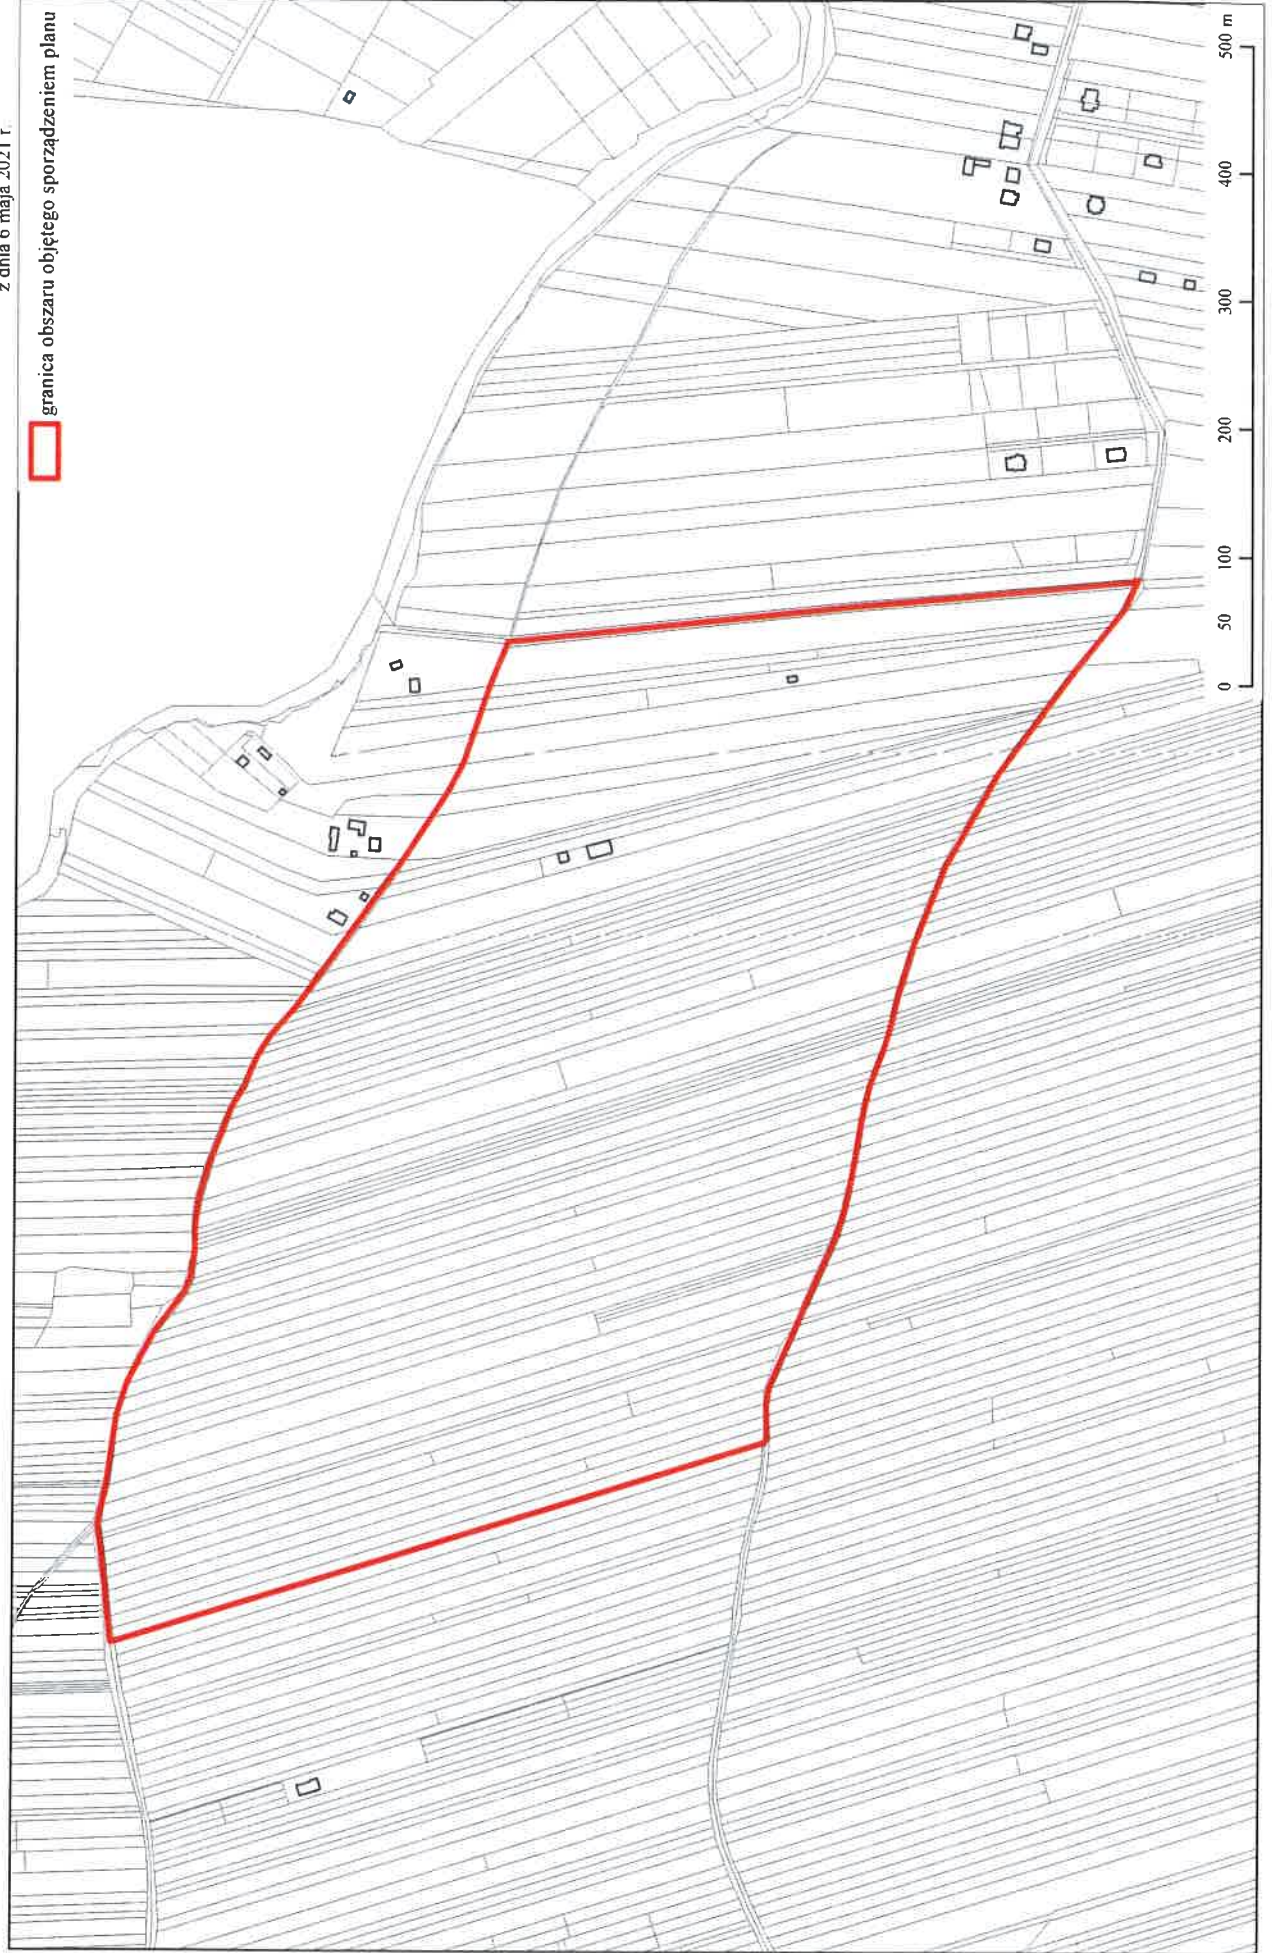 z dnia 6 maja 2021 r.
granica obszaru objętego sporządzeniem planu
0 50 100 200 300 400 500 m